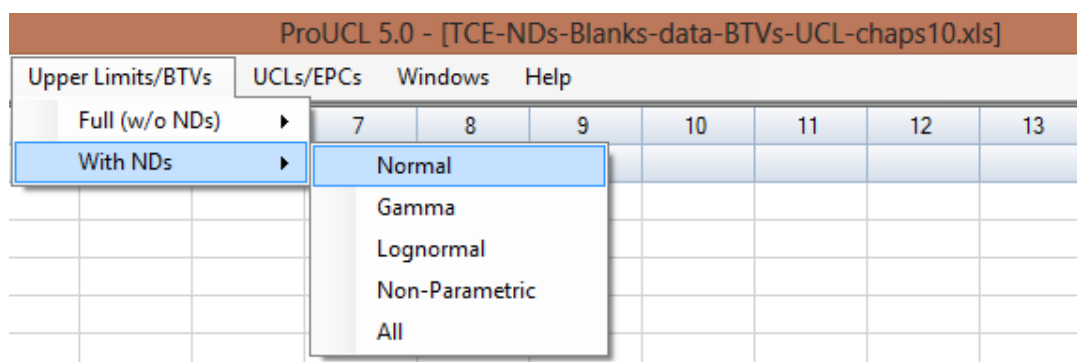 ProUCL 5.0 - [TCE-NDs-Blanks-data-BTVs-UCL-chaps10.xls]
Upper Limits/BTVs UCLs/EPCs Windows Help
Full (w/o NDs) 7 8 9 10 11 12 13
With NDs
Normal
Gamma
Lognormal
Non-Parametric
All